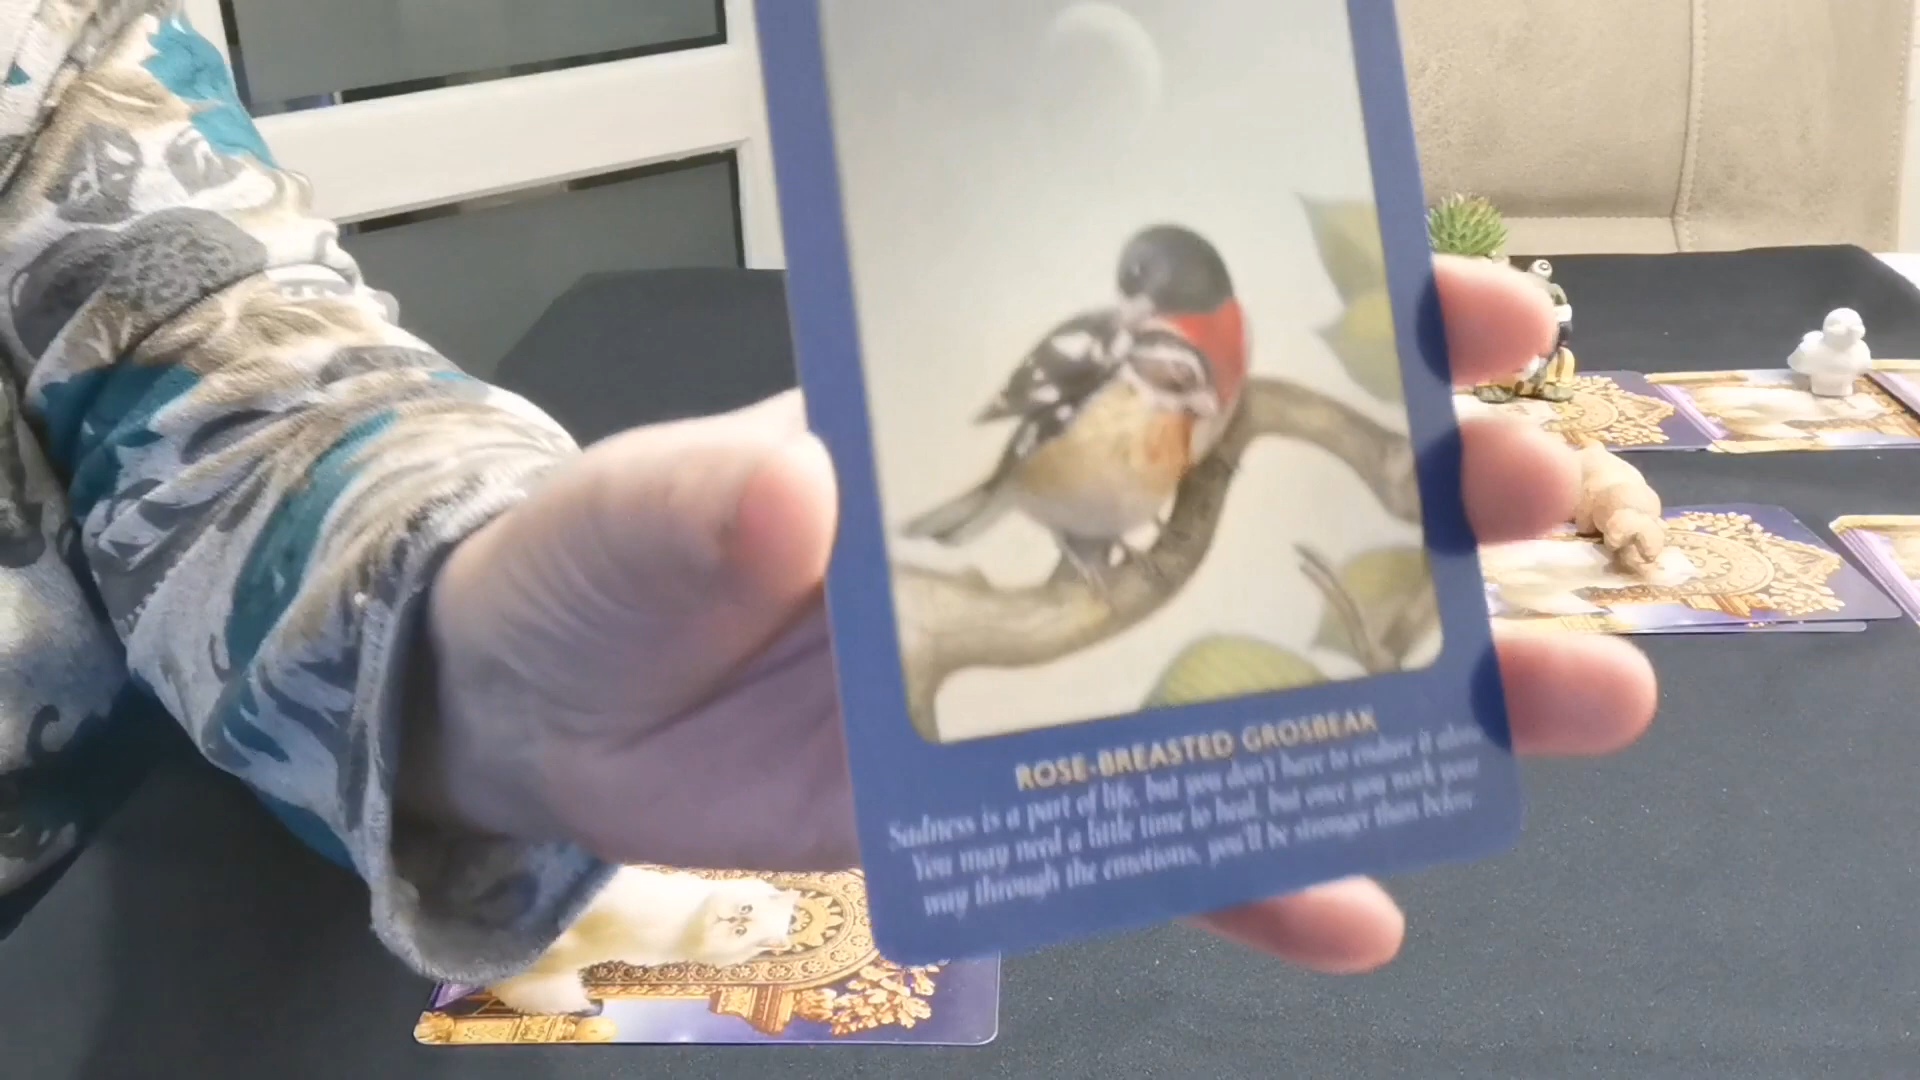 ROSE-BREASTED GROSBEAK
Sadness is a part of life, but you don't have to endure it alone
You may need a little time to heal, but once you work your
way through the emotions, you'll be stronger than before